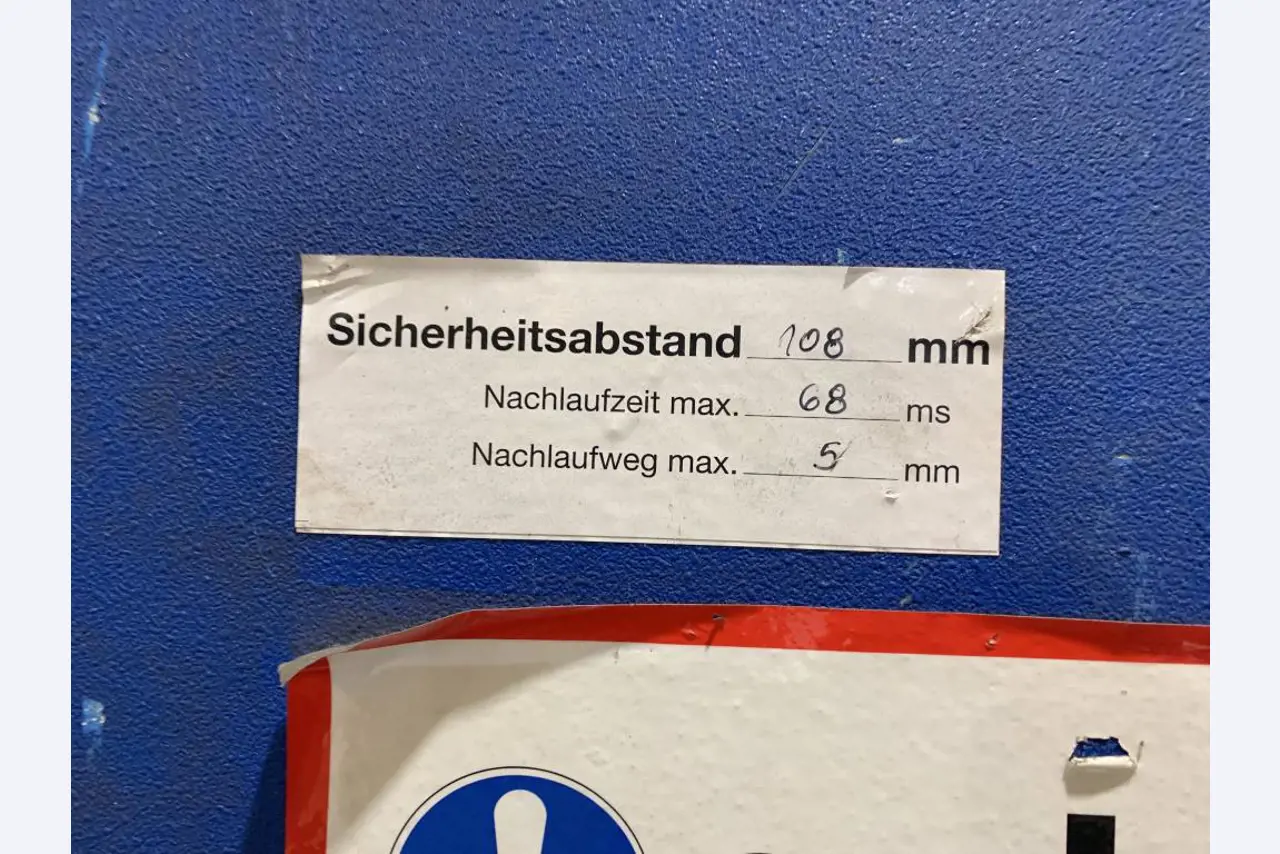 Sicherheitsabstand 108 mm
Nachlaufzeit max. 68 ms
Nachlaufweg max. 5 mm